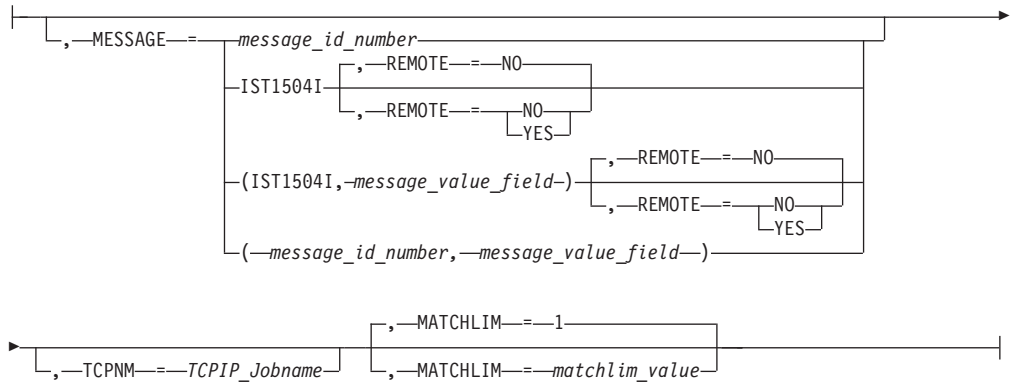 , MESSAGE = message_id_number
, REMOTE = NO
IST1504I
, REMOTE = NO
YES
, REMOTE = NO
(IST1504I, message_value_field )
, REMOTE = NO
YES
( message_id_number, message_value_field )
, MATCHLIM = 1
, TCPNM = TCPIP_Jobname
, MATCHLIM = matchlim_value